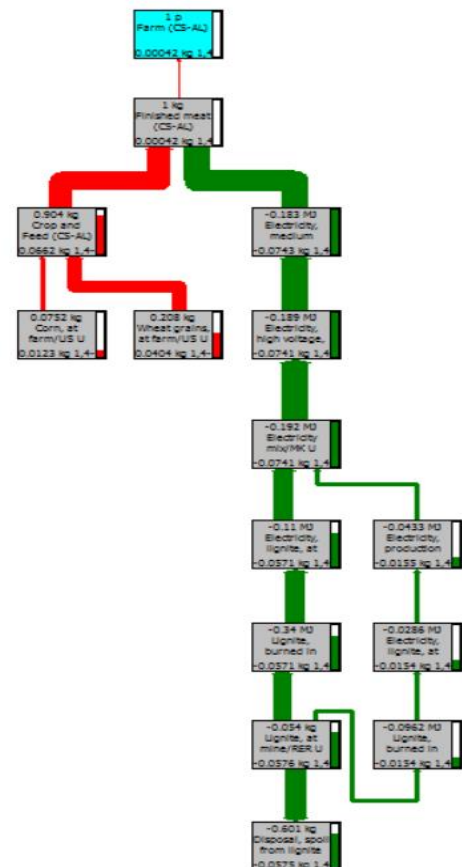 1 p
Farm (CS-AL)
0.00042 kg 1,4
1 kg
Finished meat
(CS-AL)
0.00042 kg 1,4
0.904 kg
Crop and
Feed (CS-AL)
0.0662 kg 1,4-
-0.183 MJ
Electricity,
medium
-0.0743 kg 1,4
0.0752 kg
Corn, at
farm/US U
0.0123 kg 1,4-
0.208 kg
Wheat grains,
at farm/US U
0.0404 kg 1,4-
-0.189 MJ
Electricity,
high voltage,
-0.0741 kg 1,4
-0.192 MJ
Electricity
mix/MK U
-0.0741 kg 1,4
-0.11 MJ
Electricity,
lignite, at
-0.0571 kg 1,4
-0.0433 MJ
Electricity,
production
-0.0155 kg 1,4
-0.34 MJ
Lignite,
burned in
-0.0571 kg 1,4
-0.0286 MJ
Electricity,
lignite, at
-0.0154 kg 1,4
-0.054 kg
Lignite, at
mine/RER U
-0.0576 kg 1,4
-0.0962 MJ
Lignite,
burned in
-0.0154 kg 1,4
-0.601 kg
Disposal, spoil
from lignite
-0.0575 kg 1,4